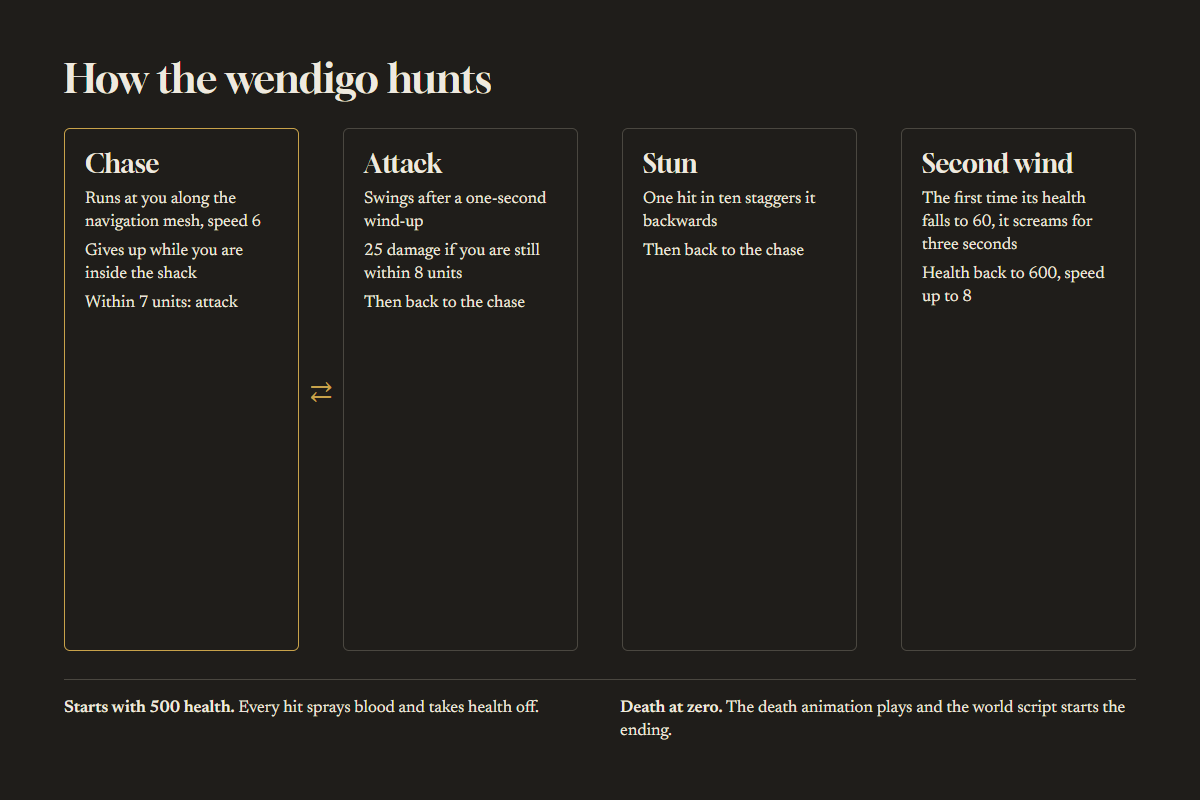 How the wendigo hunts
Chase
Runs at you along the
navigation mesh, speed 6
Gives up while you are
inside the shack
Within 7 units: attack
Attack
Swings after a one-second
wind-up
25 damage if you are still
within 8 units
Then back to the chase
Stun
One hit in ten staggers it
backwards
Then back to the chase
Second wind
The first time its health
falls to 60, it screams for
three seconds
Health back to 600, speed
up to 8
Starts with 500 health. Every hit sprays blood and takes health off.
Death at zero. The death animation plays and the world script starts the
ending.